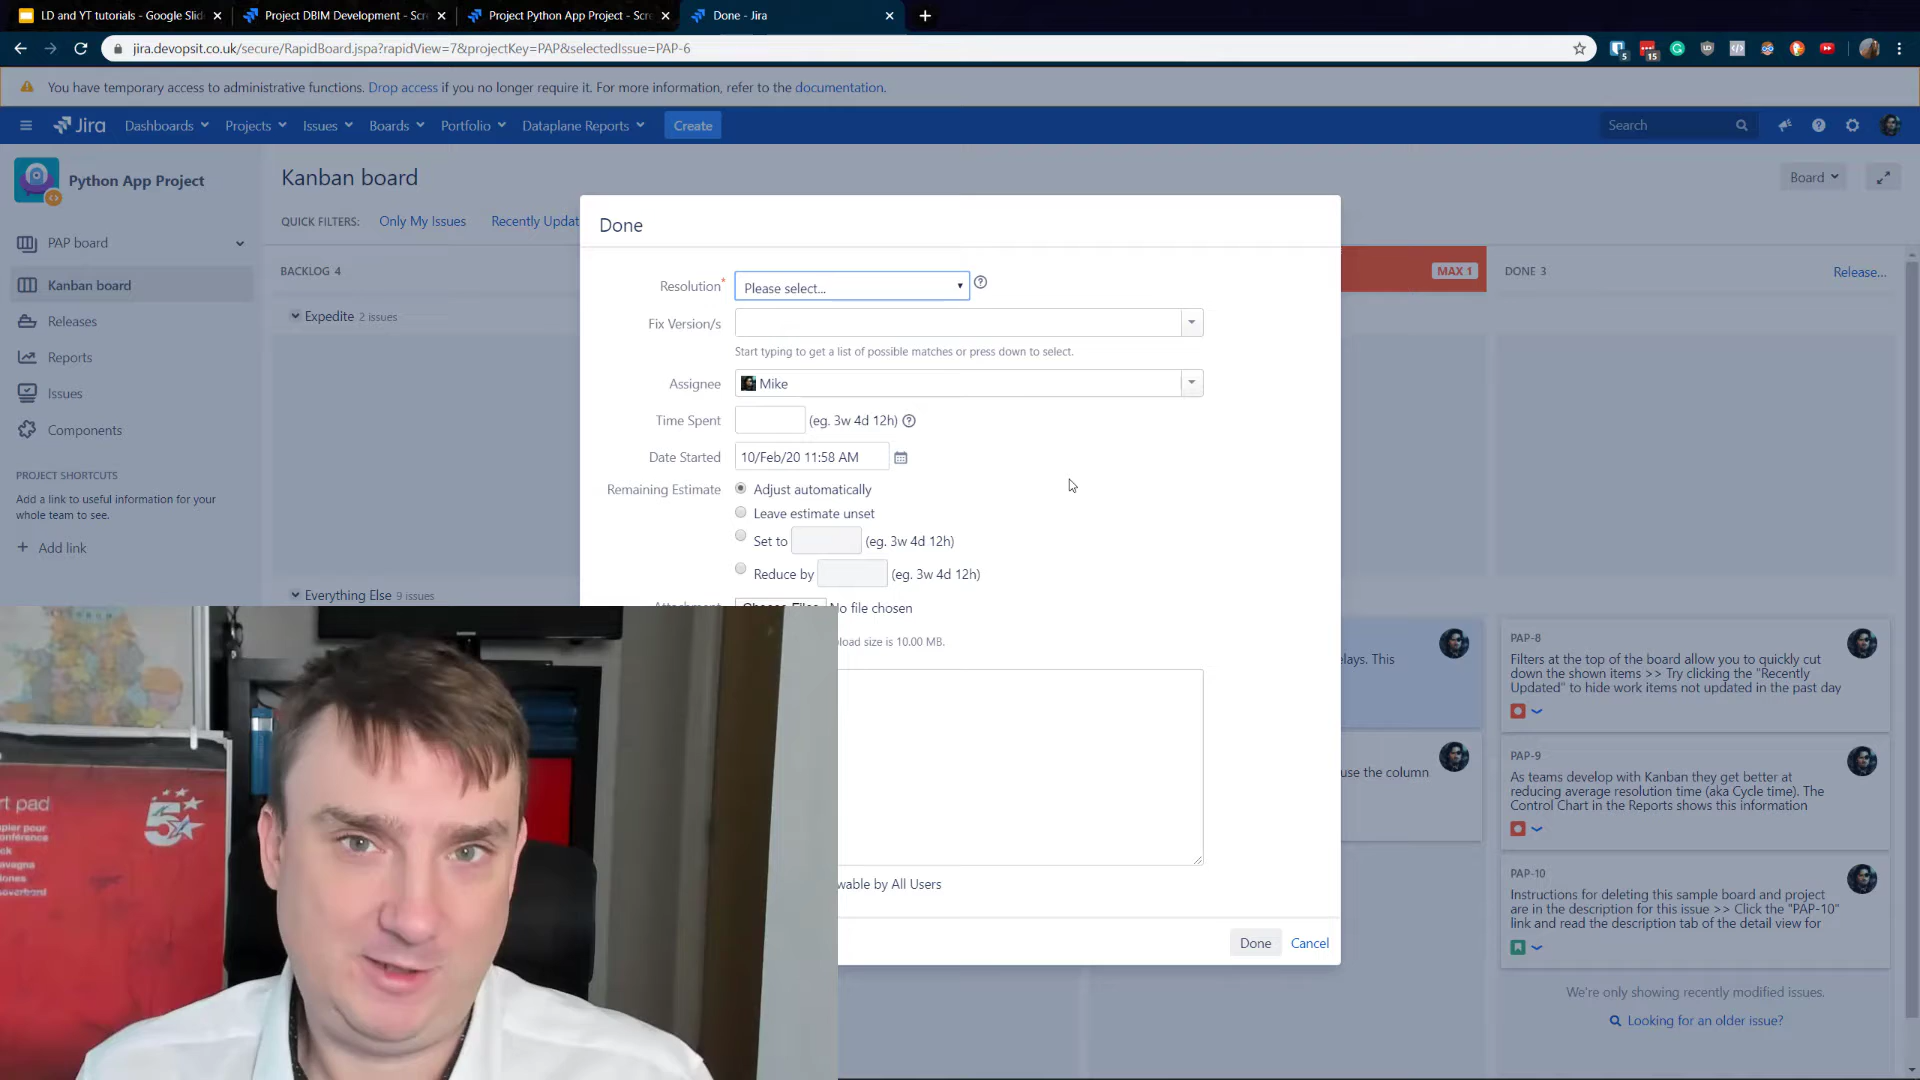 LD and YT tutorials - Google Slid
Project DBIM Development - Scr
Project Python App Project - Scre
Done - Jira
jira.devopsit.co.uk/secure/RapidBoard.jspa?rapidView=7&projectKey=PAP&selectedIssue=PAP-6
5
15
You have temporary access to administrative functions. Drop access if you no longer require it. For more information, refer to the documentation.
Jira
Dashboards
Projects
Issues
Boards
Portfolio
Dataplane Reports
Create
Search
Python App Project
Kanban board
Board
QUICK FILTERS:
Only My Issues
Recently Updat
PAP board
Kanban board
Releases
Reports
Issues
Components
PROJECT SHORTCUTS
Add a link to useful information for your
whole team to see.
+ Add link
BACKLOG 4
MAX 1
DONE 3
Release...
Expedite 2 issues
Everything Else 9 issues
Done
Resolution*
Please select...
Fix Version/s
Start typing to get a list of possible matches or press down to select.
Assignee
Mike
Time Spent
(eg. 3w 4d 12h)
Date Started
10/Feb/20 11:58 AM
Remaining Estimate
Adjust automatically
Leave estimate unset
Set to (eg. 3w 4d 12h)
Reduce by (eg. 3w 4d 12h)
Attachment
Choose Files No file chosen
load size is 10.00 MB.
wable by All Users
Done
Cancel
elays. This
use the column
PAP-8
Filters at the top of the board allow you to quickly cut
down the shown items >> Try clicking the "Recently
Updated" to hide work items not updated in the past day
PAP-9
As teams develop with Kanban they get better at
reducing average resolution time (aka Cycle time). The
Control Chart in the Reports shows this information
PAP-10
Instructions for deleting this sample board and project
are in the description for this issue >> Click the "PAP-10"
link and read the description tab of the detail view for
We're only showing recently modified issues.
Looking for an older issue?
rt pad
5